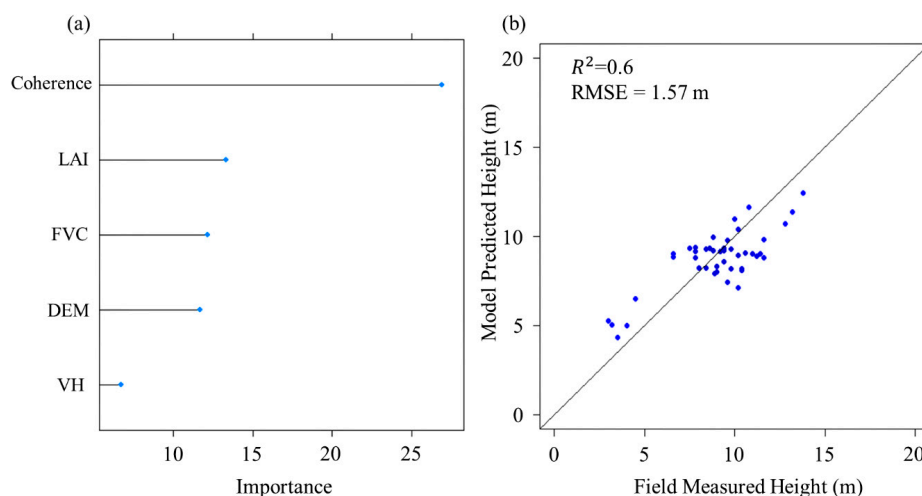 (a)
Coherence
LAI
FVC
DEM
VH
10 15 20 25
Importance
(b)
R²=0.6
RMSE = 1.57 m
Model Predicted Height (m)
20
15
10
5
0
0 5 10 15 20
Field Measured Height (m)